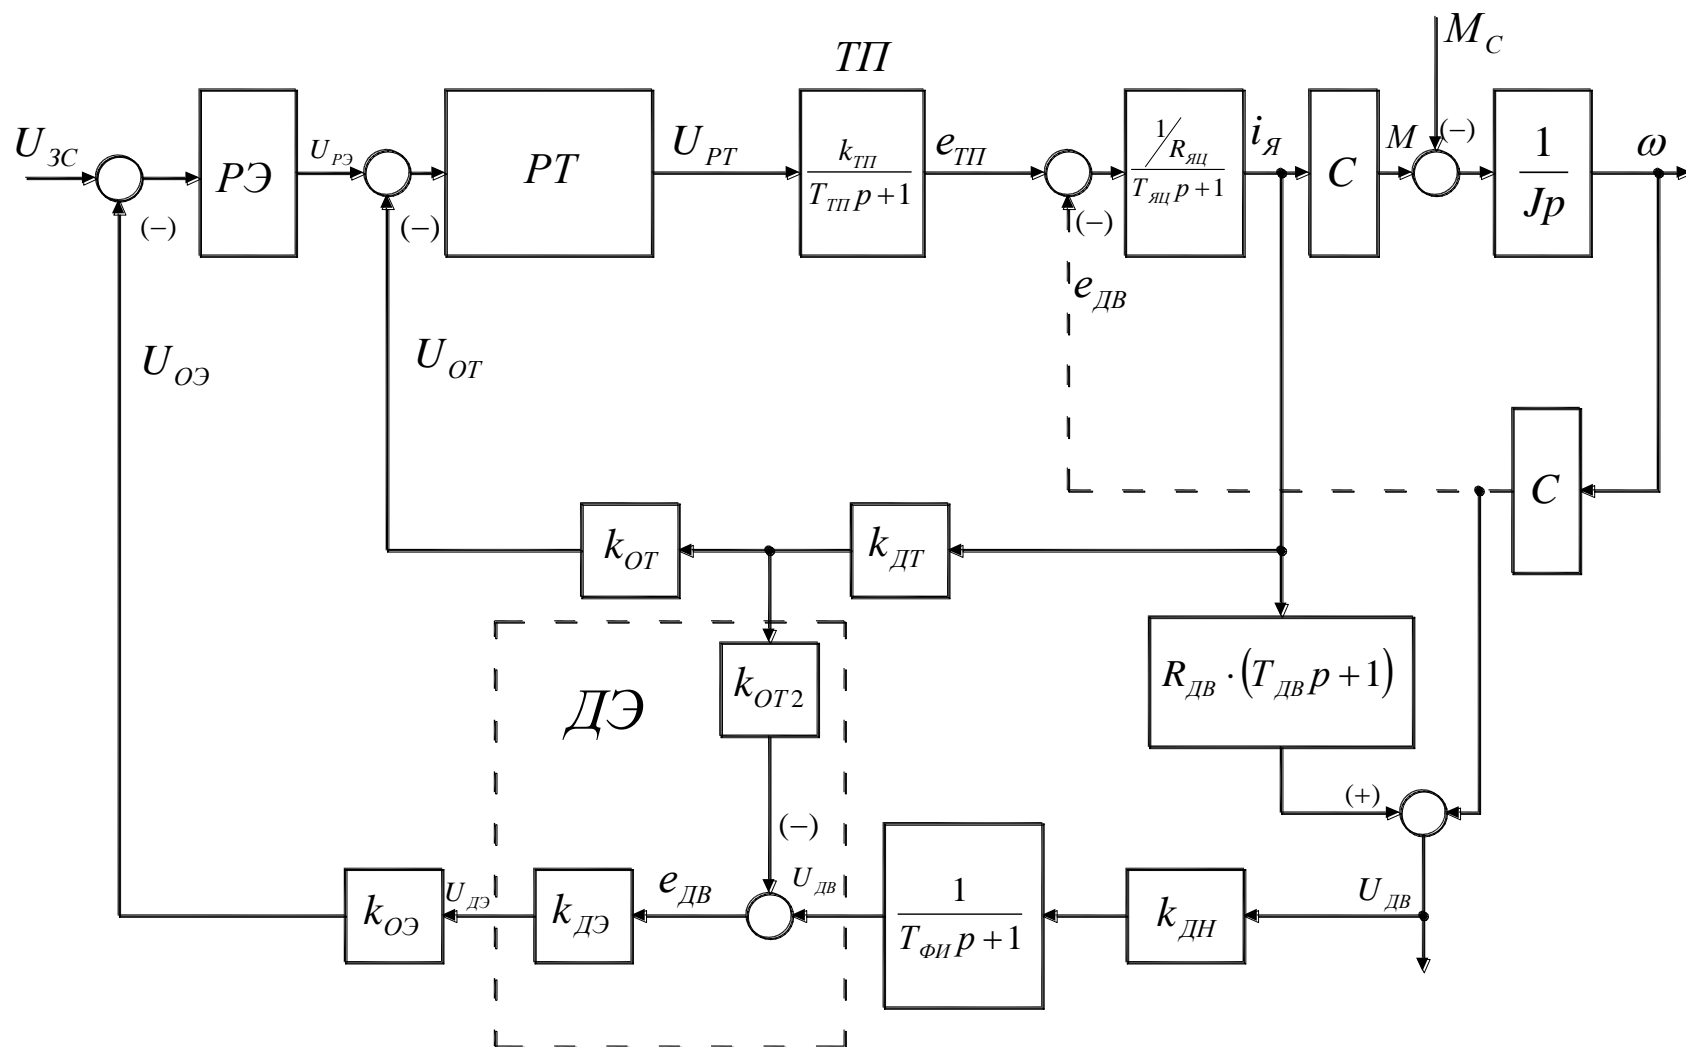 M_C
ТП
U_ЗС
РЭ
U_РЭ
РТ
U_РТ
k_ТП / T_ТП p + 1
e_ТП
1/R_ЯЦ / T_ЯЦ p + 1
i_Я
C
M
(−)
1 / Jp
ω
(−)
(−)
(−)
e_ДВ
U_ОЭ
U_ОТ
C
k_ОТ
k_ДТ
R_ДВ · (T_ДВ p + 1)
k_ОТ2
ДЭ
(+)
(−)
U_ДЭ
e_ДВ
U_ДВ
U_ДВ
k_ОЭ
k_ДЭ
1 / T_ФИ p + 1
k_ДН